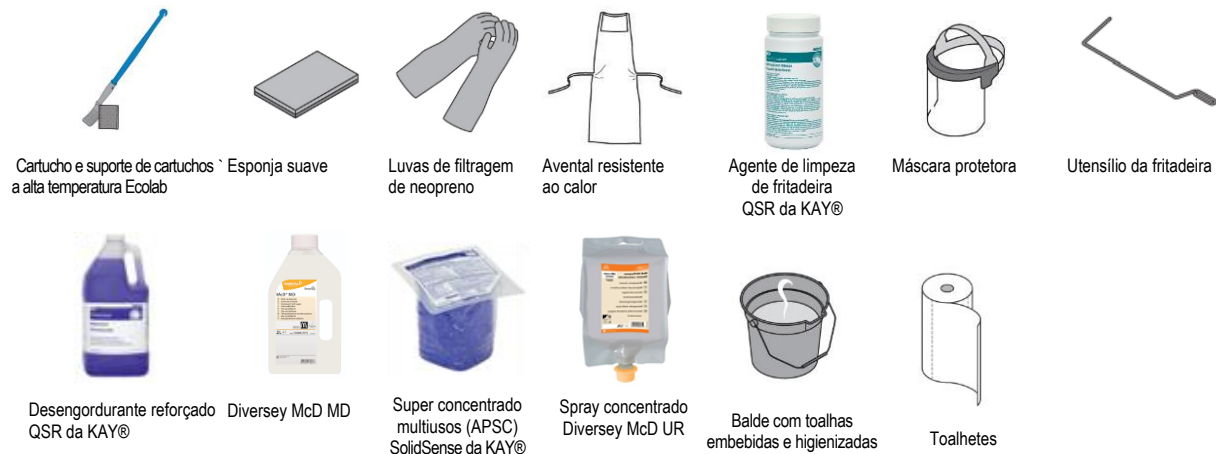 Cartucho e suporte de cartuchos `
a alta temperatura Ecolab
Esponja suave
Luvas de filtragem
de neopreno
Avental resistente
ao calor
Agente de limpeza
de fritadeira
QSR da KAY®
Máscara protetora
Utensílio da fritadeira
Desengordurante reforçado
QSR da KAY®
Diversey McD MD
Super concentrado
multiusos (APSC)
SolidSense da KAY®
Spray concentrado
Diversey McD UR
Balde com toalhas
embebidas e higienizadas
Toalhetes